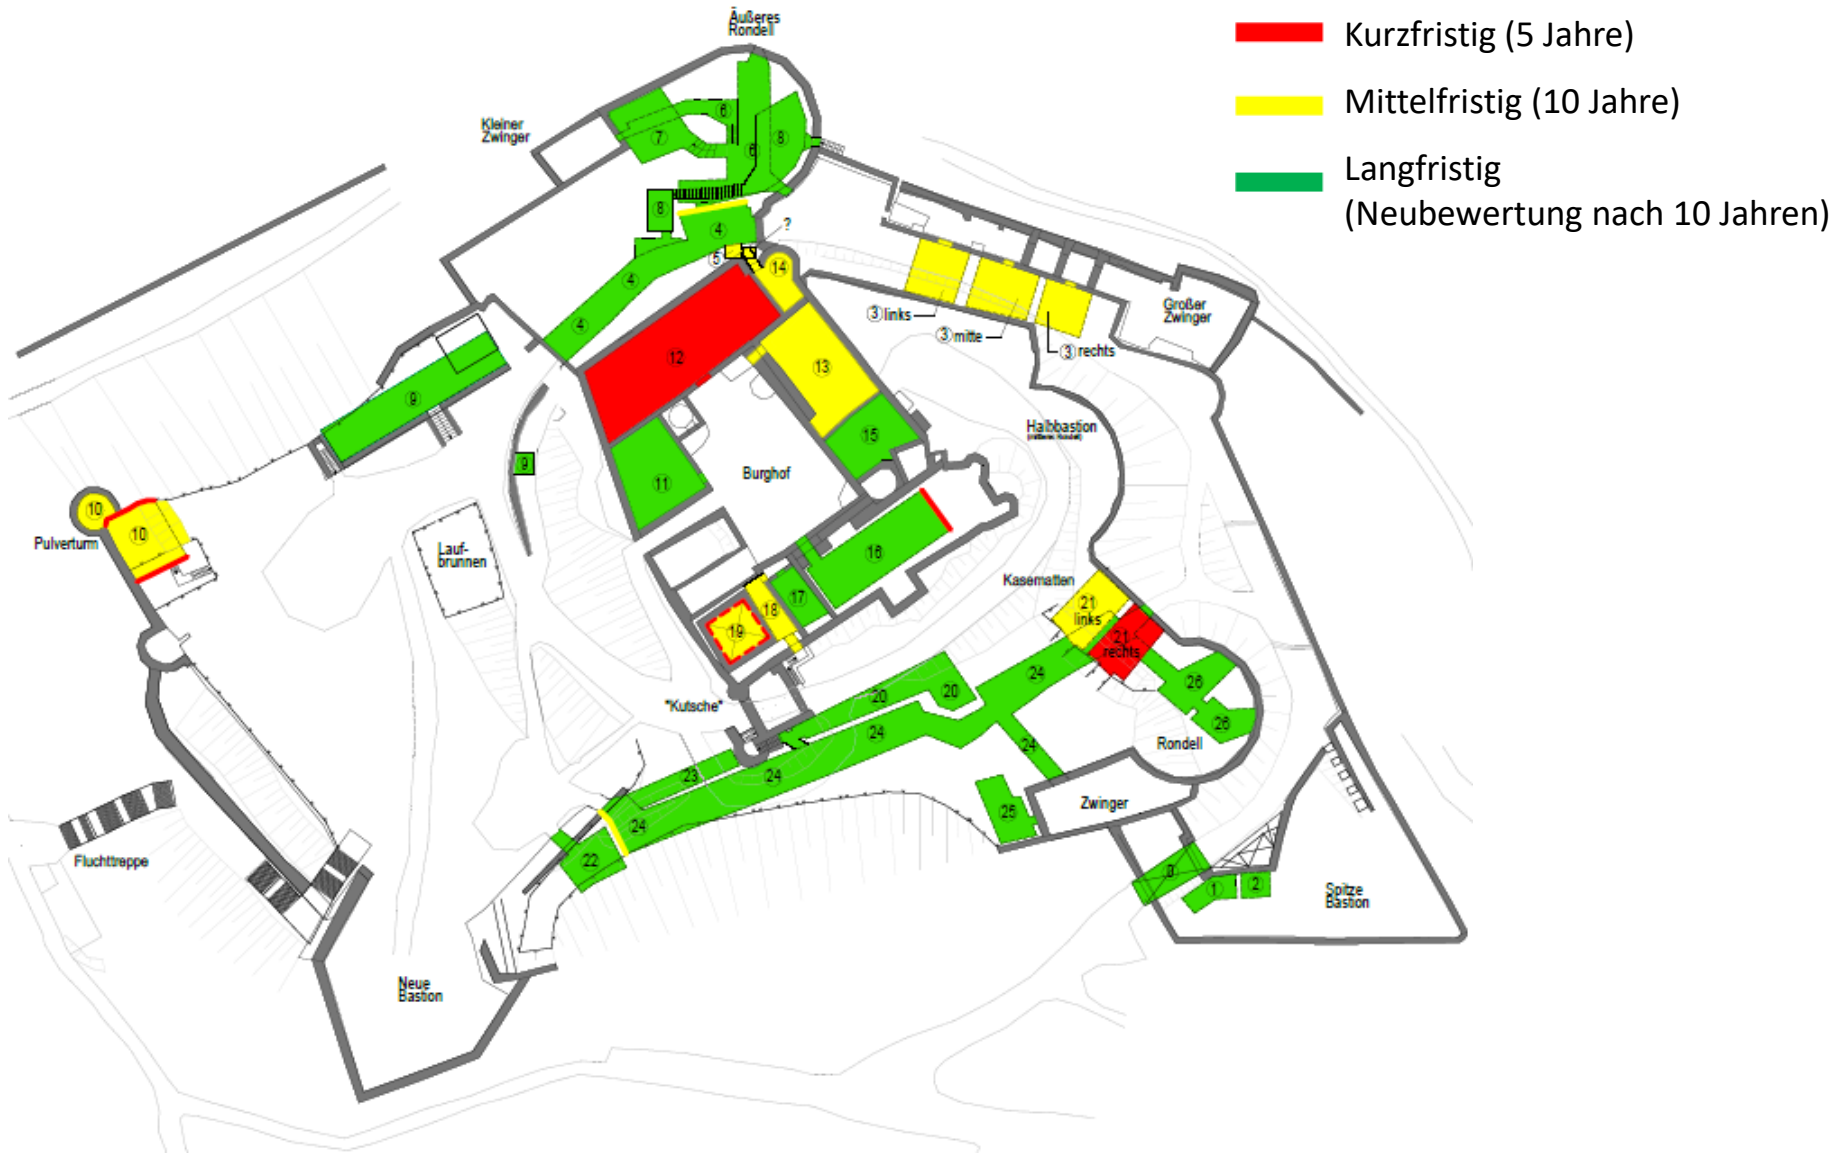 Äußeres
Rondell
Kurzfristig (5 Jahre)
Mittelfristig (10 Jahre)
Langfristig
(Neubewertung nach 10 Jahren)
Kleiner
Zwinger
6
7
6
8
8
4
?
5
14
4
4
3 links
3 mitte
3 rechts
Großer
Zwinger
12
13
9
9
15
11
Burghof
Halbbastion
10
10
Pulverturm
Lauf-
brunnen
16
Kasematten
17
18
19
21
links
21
rechts
"Kutsche"
20
20
24
26
26
24
24
Rondell
23
24
24
25
Zwinger
22
Fluchttreppe
1
2
Spitze
Bastion
Neue
Bastion